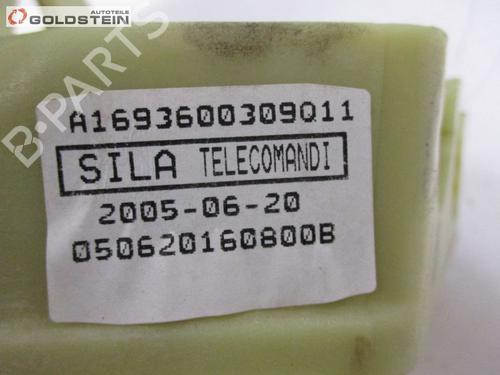 AUTOTEILE
GOLDSTEIN
B-PARTS
A1693600309Q11
SILA TELECOMANDI
2005-06-20
050620160800B